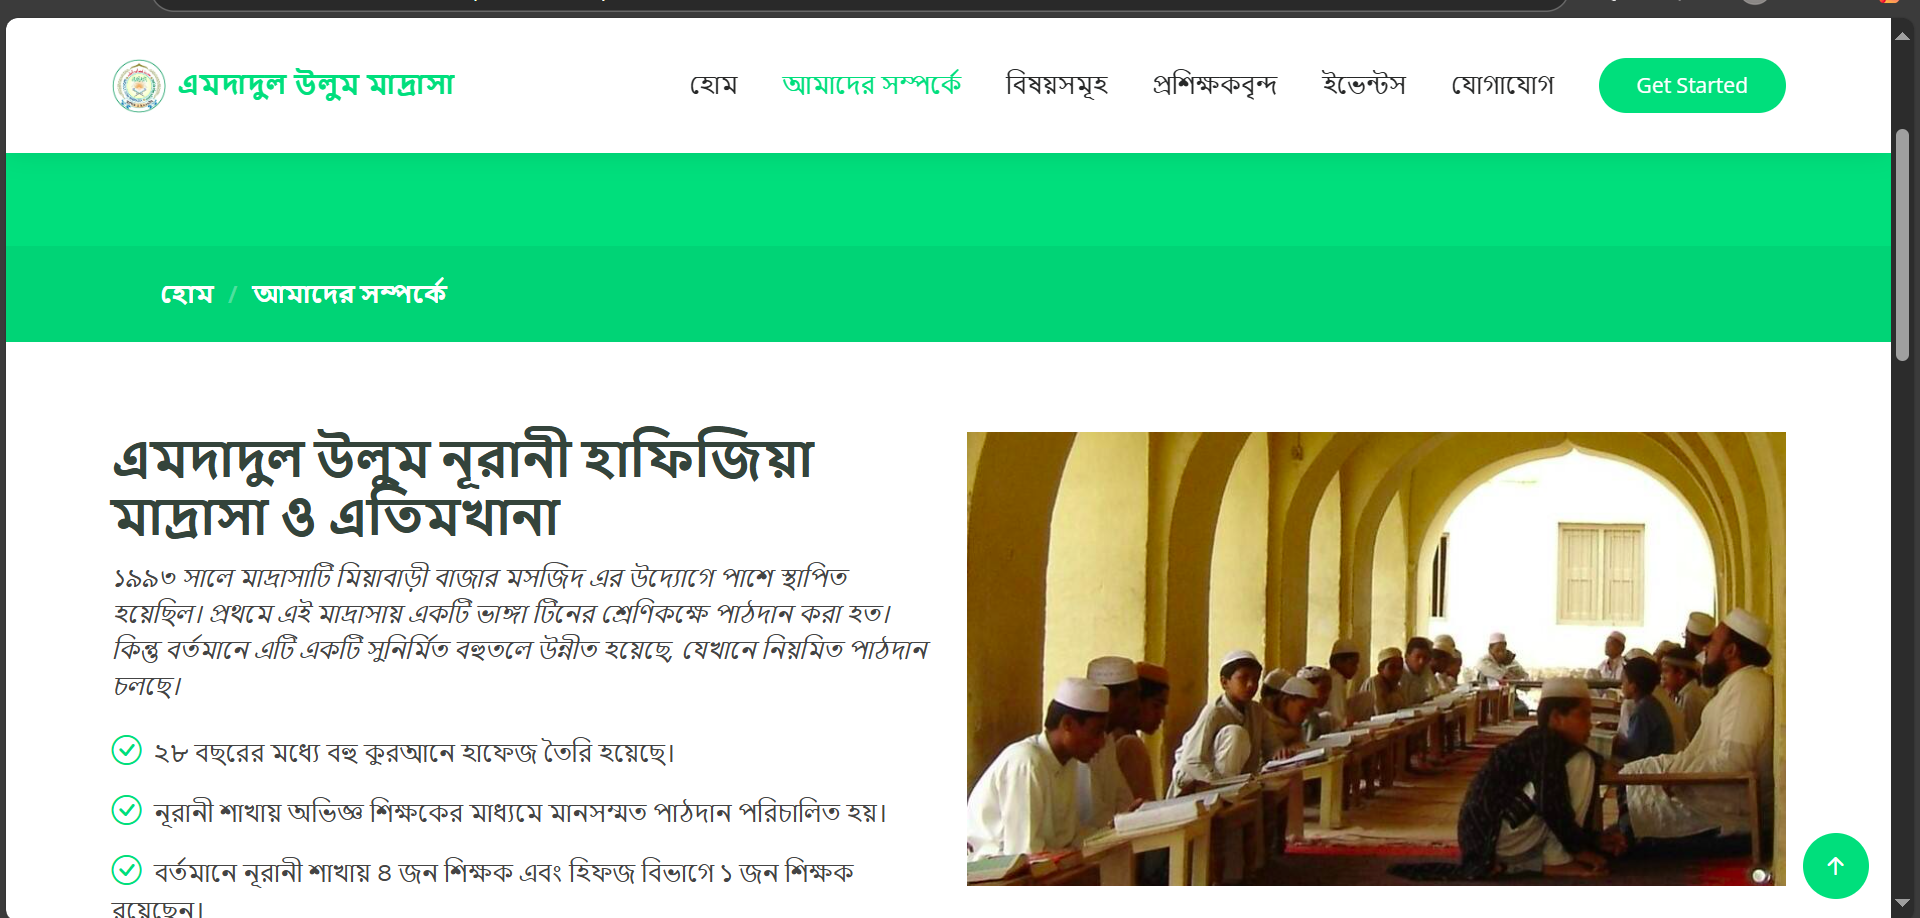 এমদাদুল উলুম মাদ্রাসা
হোম
আমাদের সম্পর্কে
বিষয়সমূহ
প্রশিক্ষকবৃন্দ
ইভেন্টস
যোগাযোগ
Get Started
হোম / আমাদের সম্পর্কে
এমদাদুল উলুম নূরানী হাফিজিয়া
মাদ্রাসা ও এতিমখানা
১৯৯৩ সালে মাদ্রাসাটি মিয়াবাড়ী বাজার মসজিদ এর উদ্যোগে পাশে স্থাপিত
হয়েছিল। প্রথমে এই মাদ্রাসায় একটি ভাঙ্গা টিনের শ্রেণিকক্ষে পাঠদান করা হত।
কিন্তু বর্তমানে এটি একটি সুনির্মিত বহুতলে উন্নীত হয়েছে, যেখানে নিয়মিত পাঠদান
চলছে।
২৮ বছরের মধ্যে বহু কুরআনে হাফেজ তৈরি হয়েছে।
নূরানী শাখায় অভিজ্ঞ শিক্ষকের মাধ্যমে মানসম্মত পাঠদান পরিচালিত হয়।
বর্তমানে নূরানী শাখায় ৪ জন শিক্ষক এবং হিফজ বিভাগে ১ জন শিক্ষক
রয়েছেন।